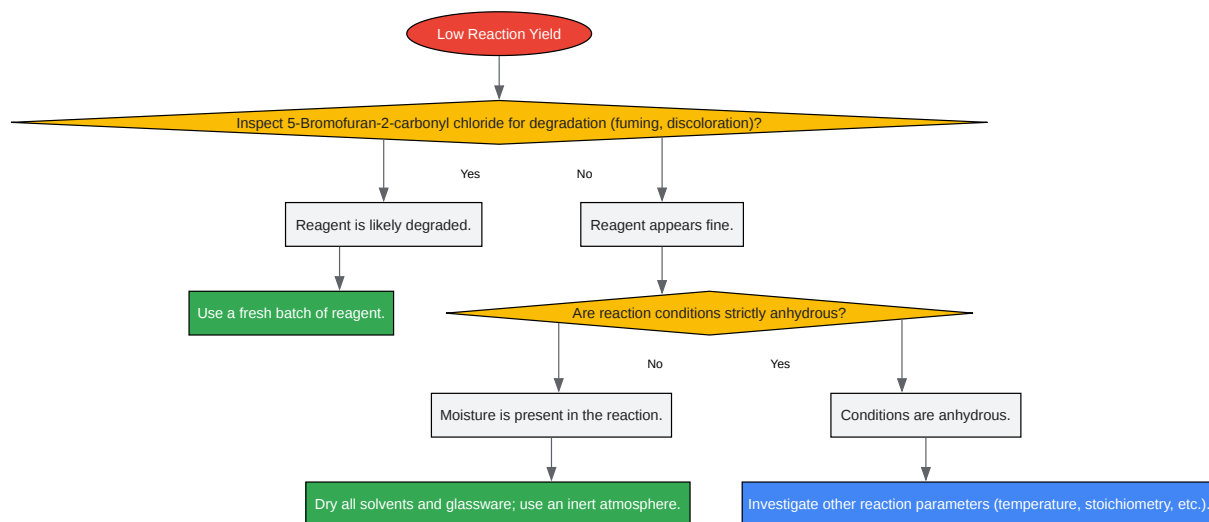 Low Reaction Yield
Inspect 5-Bromofuran-2-carbonyl chloride for degradation (fuming, discoloration)?
Yes
No
Reagent is likely degraded.
Reagent appears fine.
Use a fresh batch of reagent.
Are reaction conditions strictly anhydrous?
No
Yes
Moisture is present in the reaction.
Conditions are anhydrous.
Dry all solvents and glassware; use an inert atmosphere.
Investigate other reaction parameters (temperature, stoichiometry, etc.).